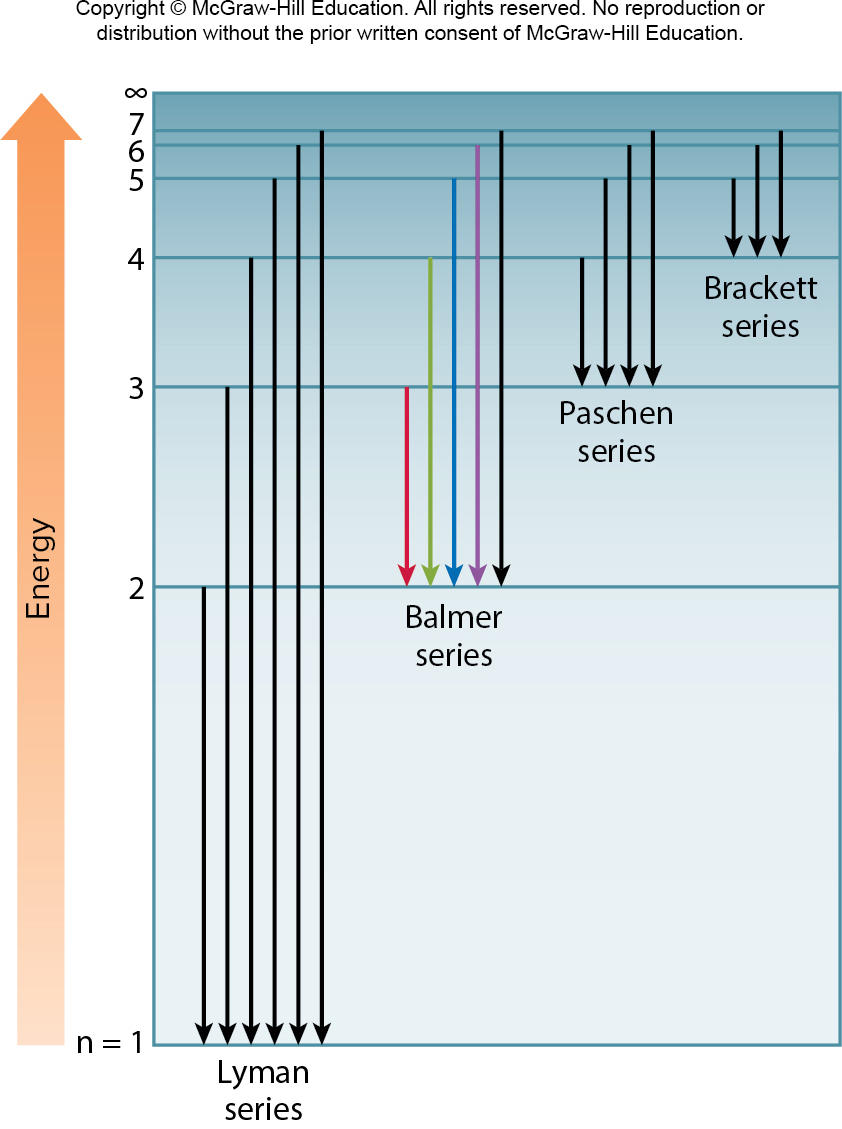 Copyright © McGraw-Hill Education. All rights reserved. No reproduction or
distribution without the prior written consent of McGraw-Hill Education.
∞
7
6
5
4
Brackett
series
3
Paschen
series
Energy
2
Balmer
series
n = 1
Lyman
series